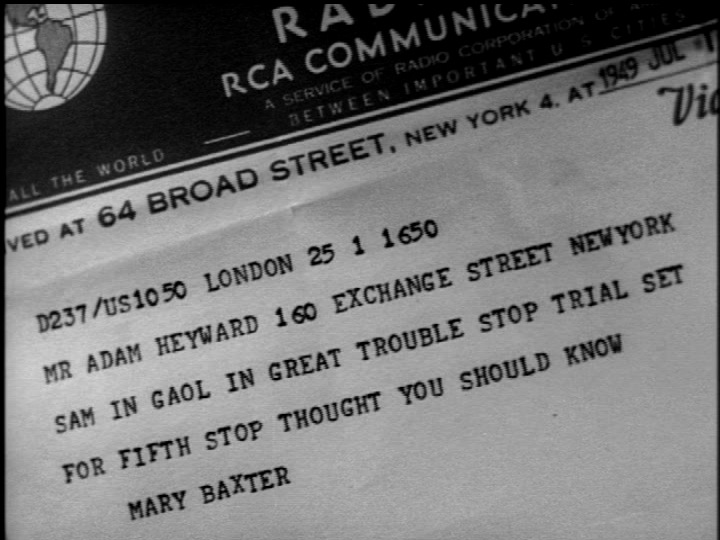 RCA COMMUNICA
A SERVICE OF RADIO CORPORATION OF
BETWEEN IMPORTANT U S CITIES
ALL THE WORLD
VED AT 64 BROAD STREET, NEW YORK 4. AT 1949 JUL
D237/US1050 LONDON 25 1 1650
MR ADAM HEYWARD 160 EXCHANGE STREET NEWYORK
SAM IN GAOL IN GREAT TROUBLE STOP TRIAL SET
FOR FIFTH STOP THOUGHT YOU SHOULD KNOW
MARY BAXTER